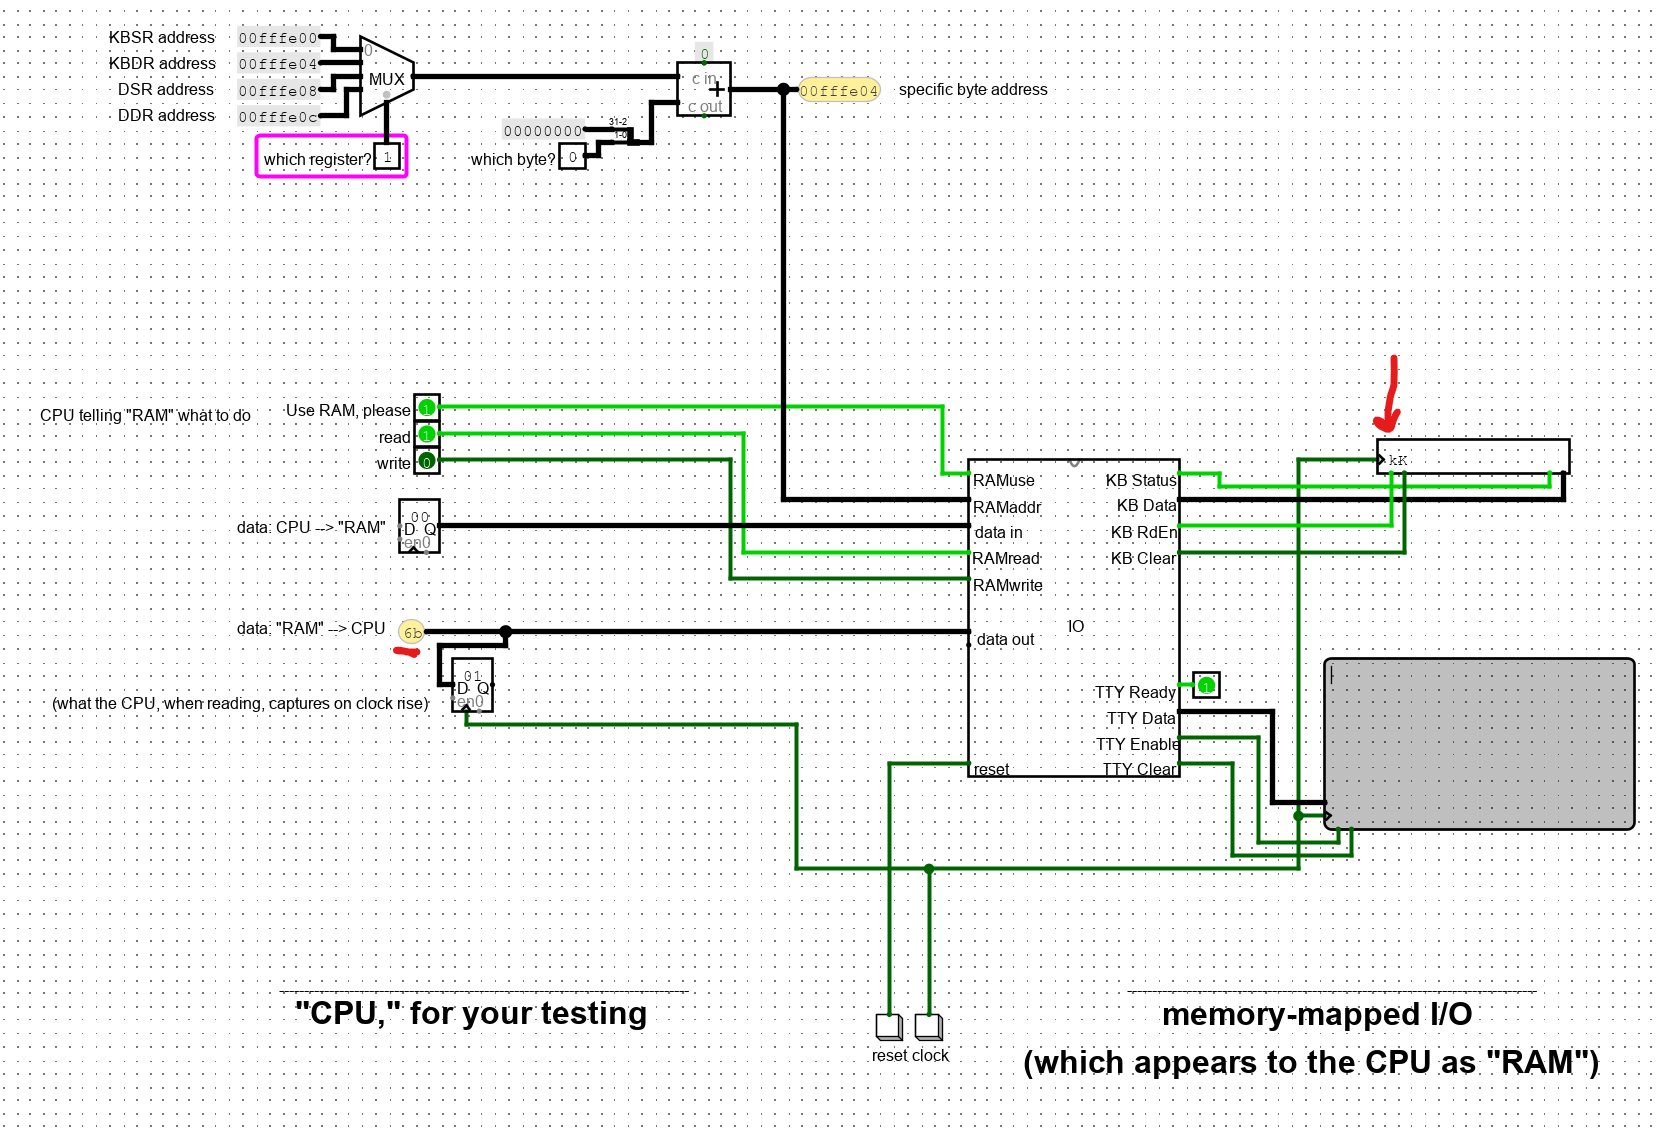 KBSR address 00fffe00
0
KBDR address 00fffe04
MUX
DSR address 00fffe08
DDR address 00fffe0c
which register? 1
0
c in
+
c out
00fffe04 specific byte address
00000000
31-2
1-0
which byte? 0
CPU telling "RAM" what to do
Use RAM, please 1
read 1
write 0
data: CPU --> "RAM"
00
D Q
en0
data: "RAM" --> CPU 6b
01
D Q
en0
(what the CPU, when reading, captures on clock rise)
RAMuse
RAMaddr
data in
RAMread
RAMwrite
data out
reset
IO
KB Status
KB Data
KB RdEn
KB Clear
TTY Ready 1
TTY Data
TTY Enable
TTY Clear
kK
reset clock
"CPU," for your testing
memory-mapped I/O
(which appears to the CPU as "RAM")